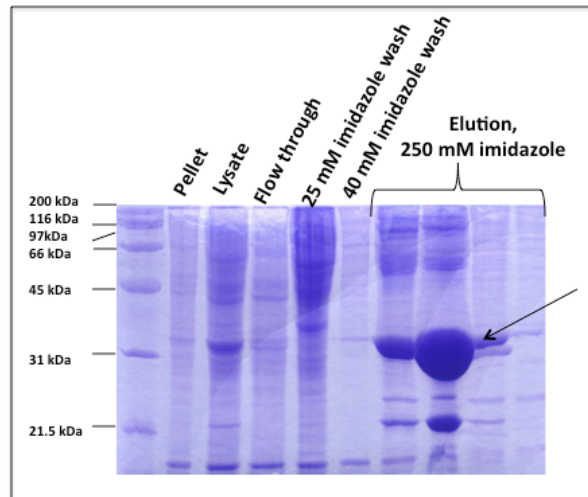 Pellet
Lysate
Flow through
25 mM imidazole wash
40 mM imidazole wash
Elution,
250 mM imidazole
200 kDa
116 kDa
97kDa
66 kDa
45 kDa
31 kDa
21.5 kDa